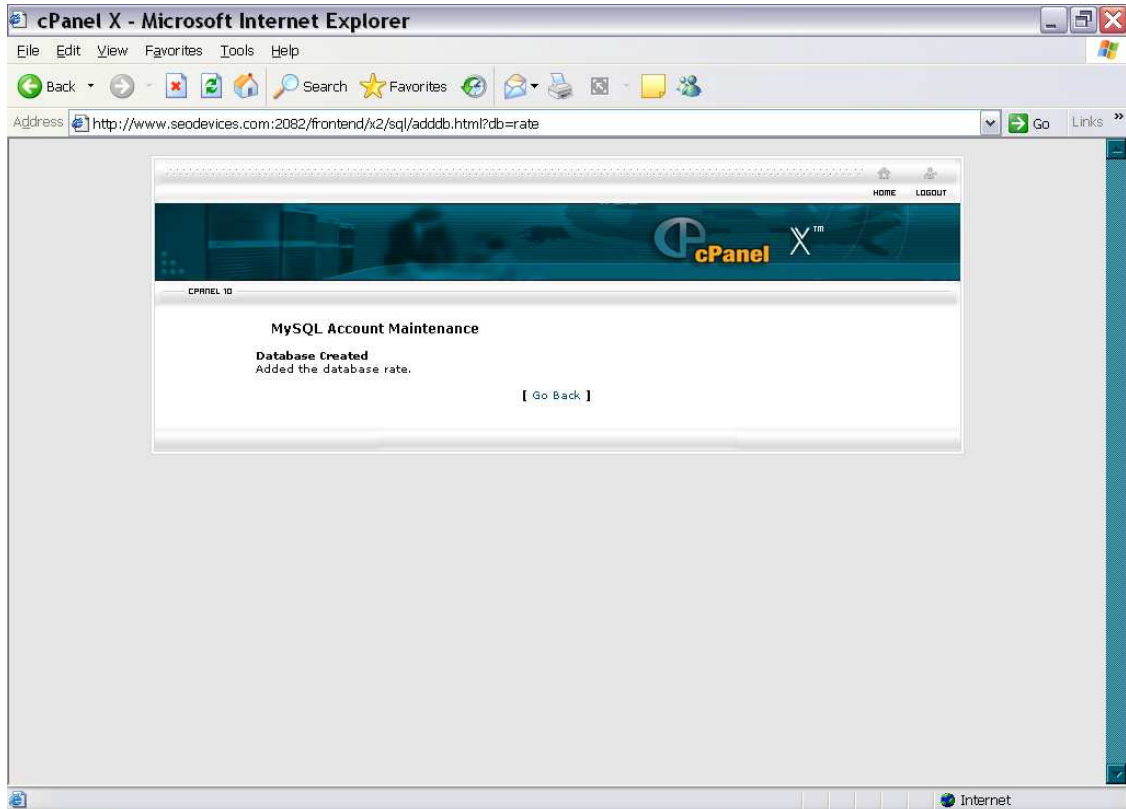 cPanel X - Microsoft Internet Explorer
File Edit View Favorites Tools Help
Back Search Favorites
Address http://www.seodevices.com:2082/frontend/x2/sql/adddb.html?db=rate Go Links »
HOME LOGOUT
cPanel X™
CPANEL 10
MySQL Account Maintenance
Database Created
Added the database rate.
[ Go Back ]
Internet